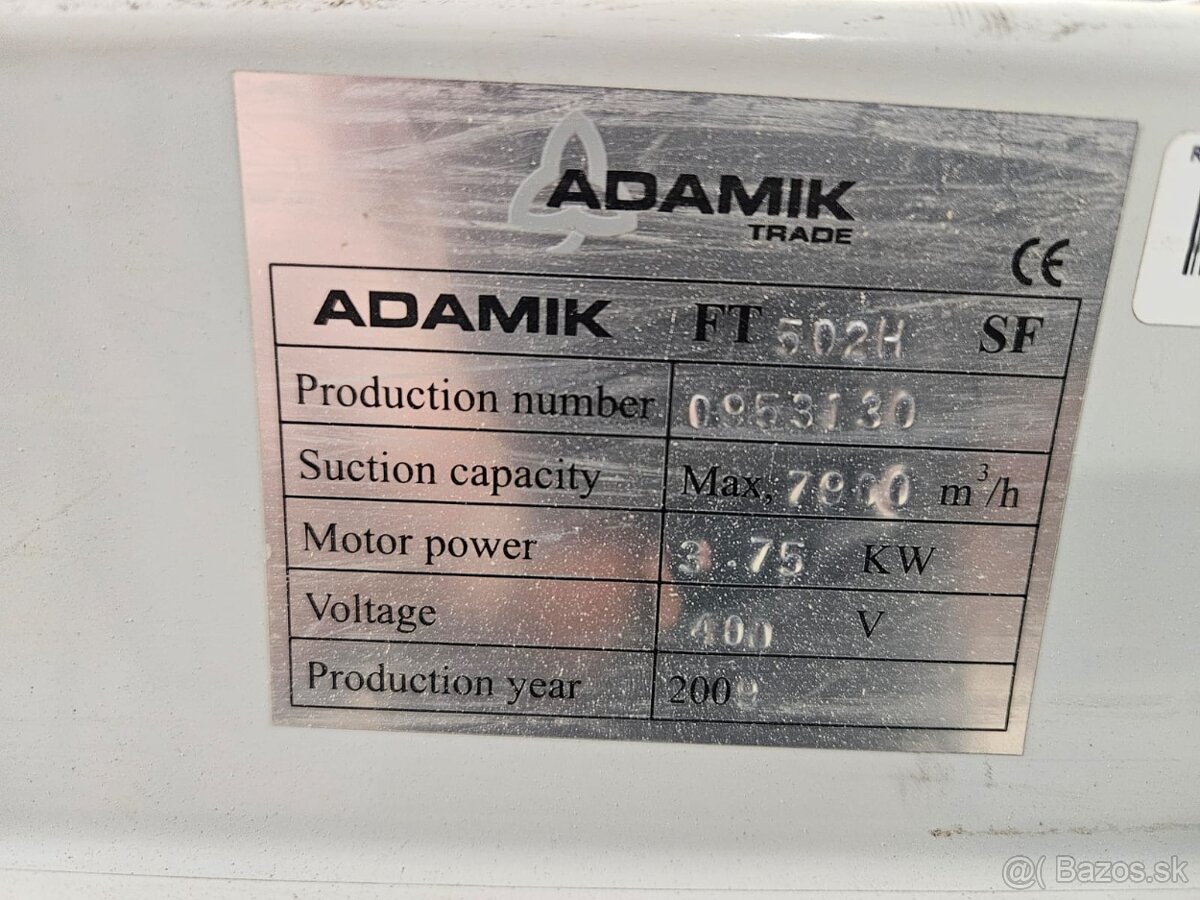 ADAMIK
TRADE
CE
ADAMIK FT 502H SF
Production number 0953130
Suction capacity Max, m³/h
Motor power 3.75 KW
Voltage 400 V
Production year 2009
R
@( Bazos.sk